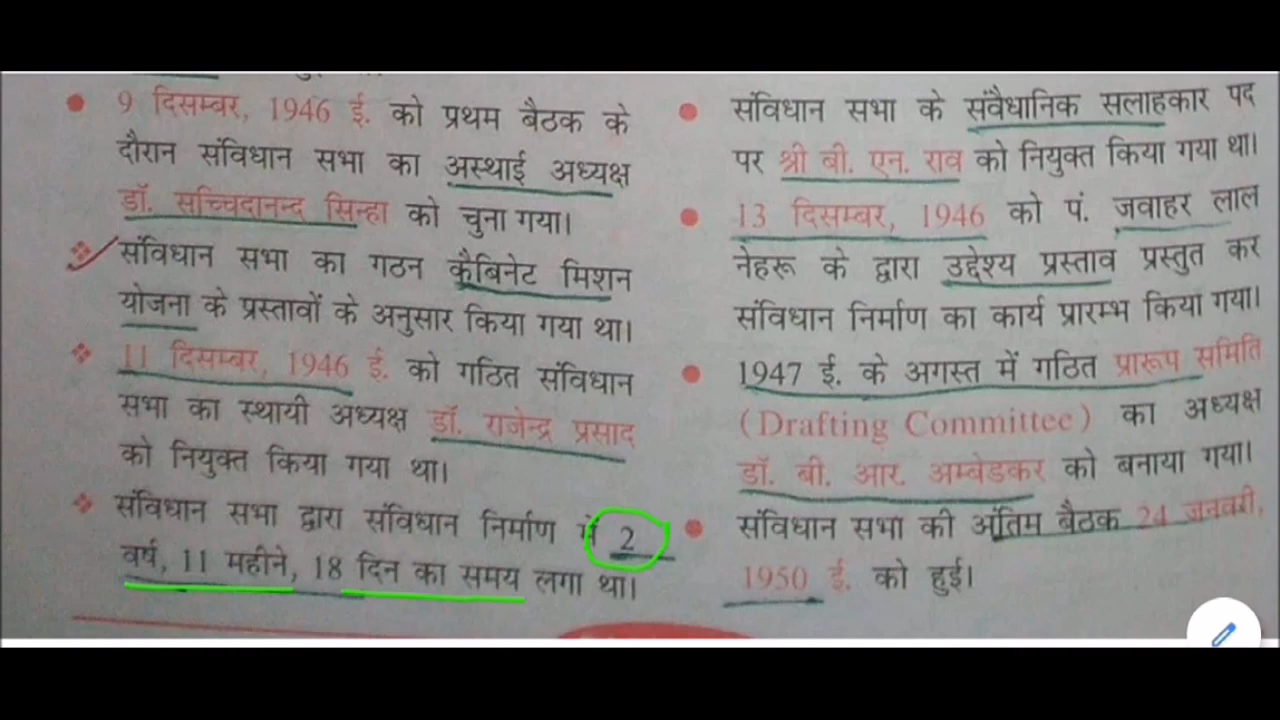 9 दिसम्बर, 1946 ई. को प्रथम बैठक के
दौरान संविधान सभा का अस्थाई अध्यक्ष
डॉ. सच्चिदानन्द सिन्हा को चुना गया।
संविधान सभा का गठन कैबिनेट मिशन
योजना के प्रस्तावों के अनुसार किया गया था।
11 दिसम्बर, 1946 ई. को गठित संविधान
सभा का स्थायी अध्यक्ष डॉ. राजेन्द्र प्रसाद
को नियुक्त किया गया था।
संविधान सभा द्वारा संविधान निर्माण में 2
वर्ष, 11 महीने, 18 दिन का समय लगा था।
संविधान सभा के संवैधानिक सलाहकार पद
पर श्री बी. एन. राव को नियुक्त किया गया था।
13 दिसम्बर, 1946 को पं. जवाहर लाल
नेहरू के द्वारा उद्देश्य प्रस्ताव प्रस्तुत कर
संविधान निर्माण का कार्य प्रारम्भ किया गया।
1947 ई. के अगस्त में गठित प्रारूप समिति
(Drafting Committee) का अध्यक्ष
डॉ. बी. आर. अम्बेडकर को बनाया गया।
संविधान सभा की अंतिम बैठक 24 जनवरी,
1950 ई. को हुई।